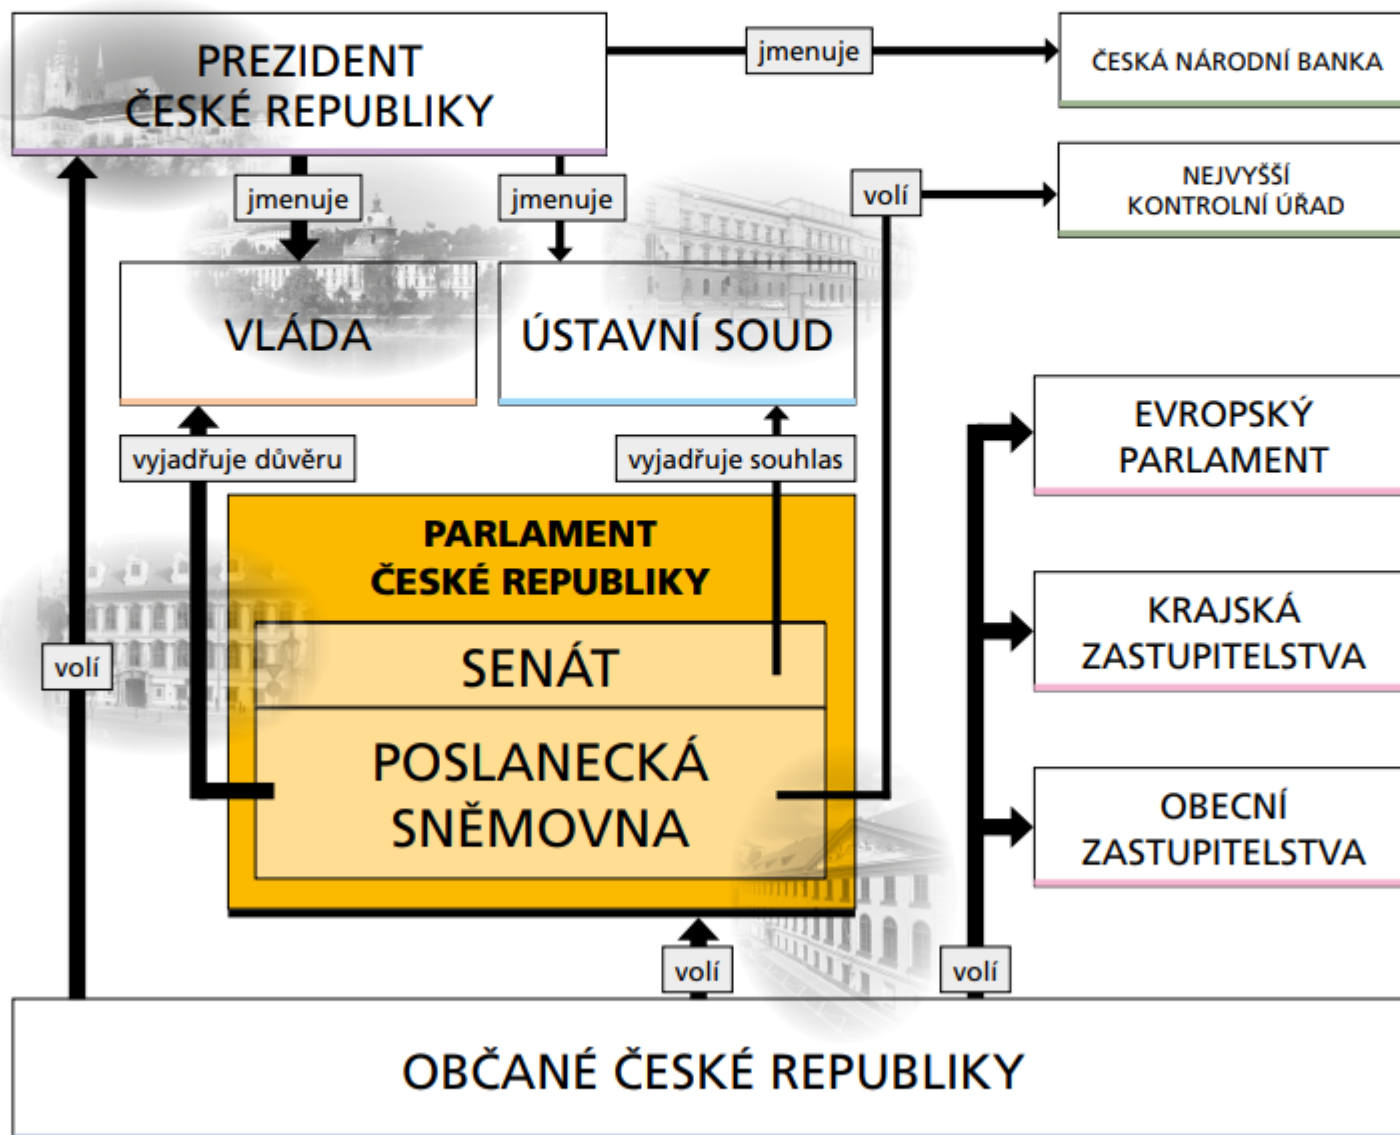 PREZIDENT
ČESKÉ REPUBLIKY
jmenuje
ČESKÁ NÁRODNÍ BANKA
jmenuje
jmenuje
volí
NEJVYŠŠÍ
KONTROLNÍ ÚŘAD
VLÁDA
ÚSTAVNÍ SOUD
vyjadřuje důvěru
vyjadřuje souhlas
EVROPSKÝ
PARLAMENT
PARLAMENT
ČESKÉ REPUBLIKY
SENÁT
POSLANECKÁ
SNĚMOVNA
KRAJSKÁ
ZASTUPITELSTVA
OBECNÍ
ZASTUPITELSTVA
volí
volí
volí
OBČANÉ ČESKÉ REPUBLIKY